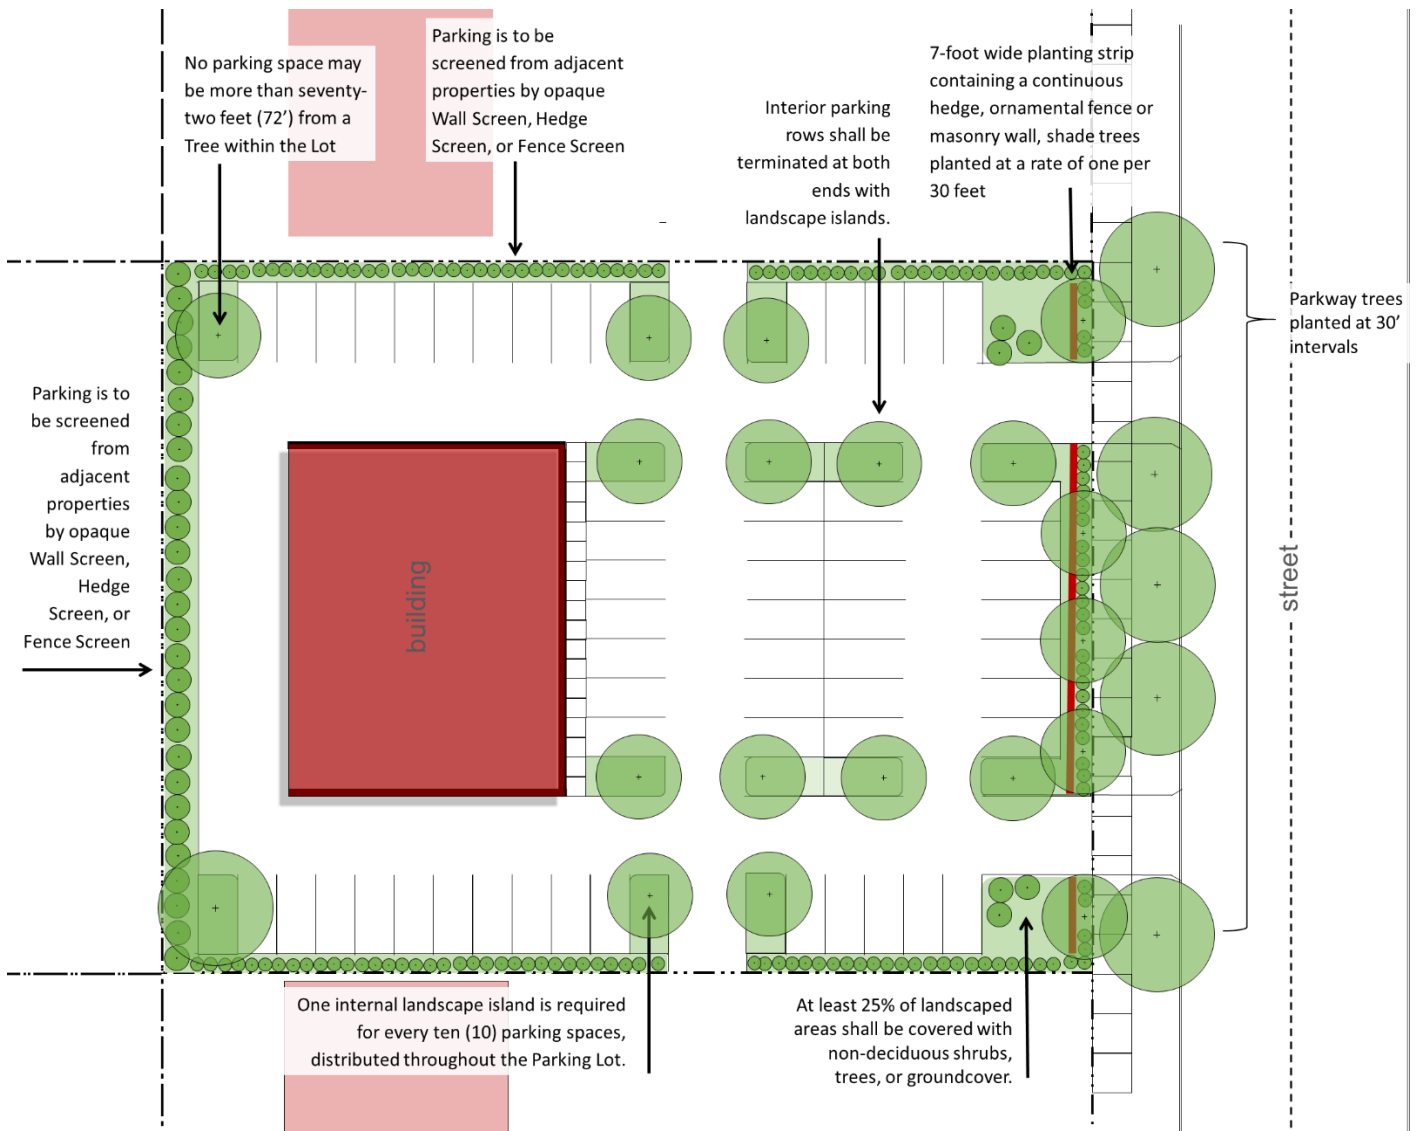 No parking space may
be more than seventy-
two feet (72’) from a
Tree within the Lot
Parking is to be
screened from adjacent
properties by opaque
Wall Screen, Hedge
Screen, or Fence Screen
Interior parking
rows shall be
terminated at both
ends with
landscape islands.
7-foot wide planting strip
containing a continuous
hedge, ornamental fence or
masonry wall, shade trees
planted at a rate of one per
30 feet
Parkway trees
planted at 30’
intervals
Parking is to
be screened
from
adjacent
properties
by opaque
Wall Screen,
Hedge
Screen, or
Fence Screen
building
street
One internal landscape island is required
for every ten (10) parking spaces,
distributed throughout the Parking Lot.
At least 25% of landscaped
areas shall be covered with
non-deciduous shrubs,
trees, or groundcover.